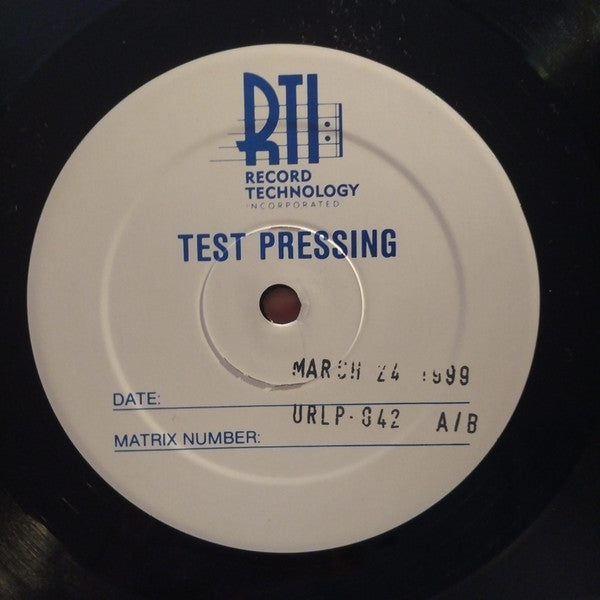 RTI
RECORD
TECHNOLOGY
INCORPORATED
TEST PRESSING
MARCH 24 1999
DATE:
URLP-042 A/B
MATRIX NUMBER: